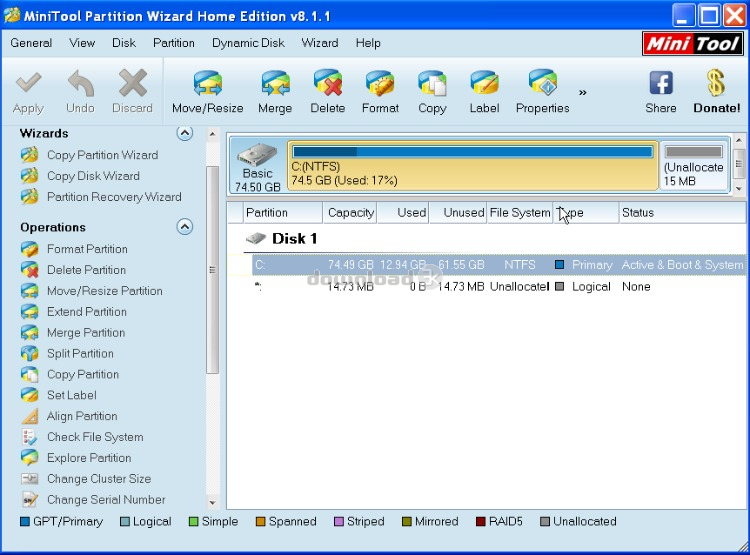 MiniTool Partition Wizard Home Edition v8.1.1
General View Disk Partition Dynamic Disk Wizard Help
Mini Tool
Apply Undo Discard Move/Resize Merge Delete Format Copy Label Properties » Share Donate!
Wizards
Copy Partition Wizard
Copy Disk Wizard
Partition Recovery Wizard
Operations
Format Partition
Delete Partition
Move/Resize Partition
Extend Partition
Merge Partition
Split Partition
Copy Partition
Set Label
Align Partition
Check File System
Explore Partition
Change Cluster Size
Change Serial Number
Basic
74.50 GB
C:(NTFS)
74.5 GB (Used: 17%)
(Unallocate
15 MB
Partition Capacity Used Unused File System Type Status
Disk 1
C: 74.49 GB 12.94 GB 61.55 GB NTFS Primary Active & Boot & System
*: 14.73 MB 0 B 14.73 MB Unallocatel Logical None
download3K
GPT/Primary Logical Simple Spanned Striped Mirrored RAID5 Unallocated